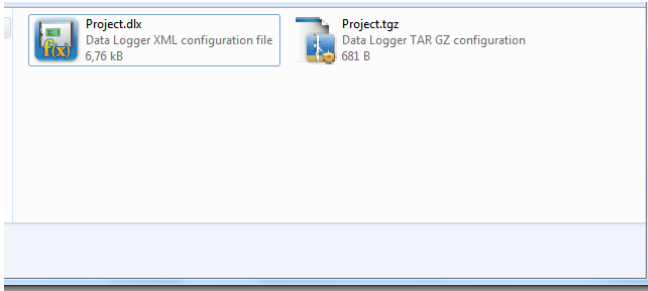 Project.dlx
Data Logger XML configuration file
6,76 kB
f(x)
Project.tgz
Data Logger TAR GZ configuration
681 B